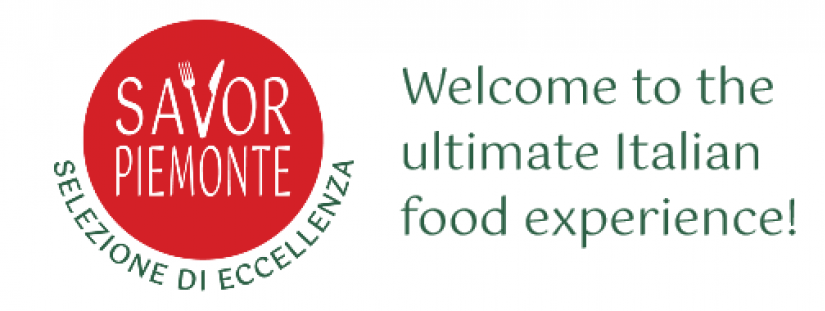 SAVOR
PIEMONTE
SELEZIONE DI ECCELLENZA
Welcome to the
ultimate Italian
food experience!